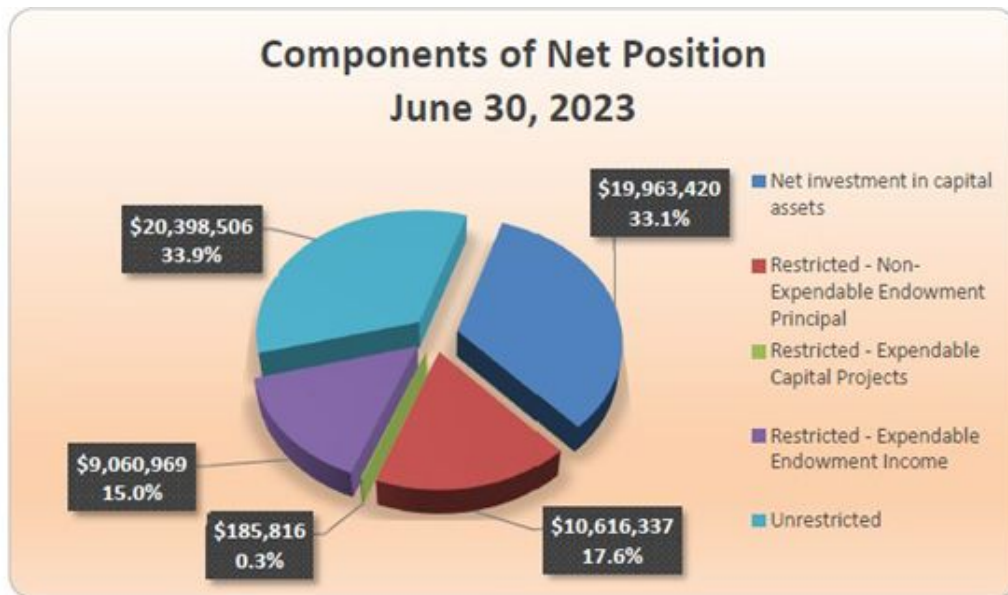 Components of Net Position
June 30, 2023
$19,963,420
33.1%
$20,398,506
33.9%
$9,060,969
15.0%
$185,816
0.3%
$10,616,337
17.6%
Net investment in capital
assets
Restricted - Non-
Expendable Endowment
Principal
Restricted - Expendable
Capital Projects
Restricted - Expendable
Endowment Income
Unrestricted